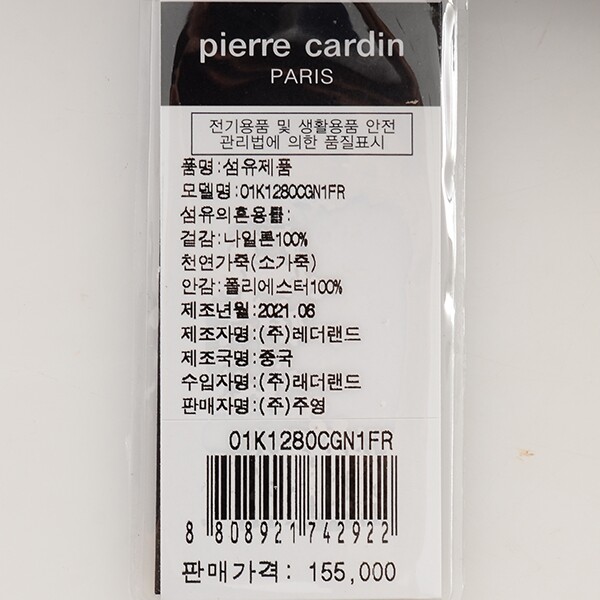 pierre cardin
PARIS
전기용품 및 생활용품 안전
관리법에 의한 품질표시
품명:섬유제품
모델명:01K1280CGN1FR
섬유의혼용률:
겉감:나일론100%
천연가죽(소가죽)
안감:폴리에스터100%
제조년월:2021.06
제조자명:(주)레더랜드
제조국명:중국
수입자명:(주)래더랜드
판매자명:(주)주영
01K1280CGN1FR
8 808921 742922
판매가격: 155,000